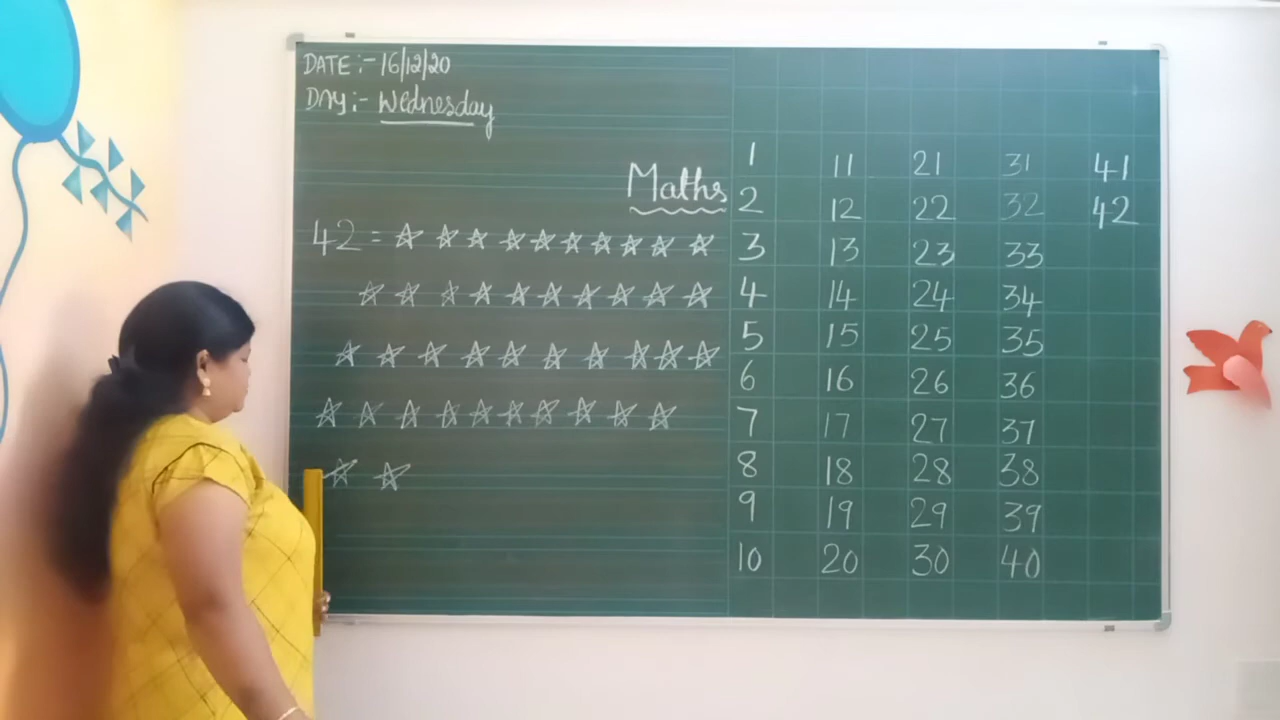 DATE :- 16/12/20
DAY :- Wednesday
Maths
42 =
1 11 21 31 41
2 12 22 32 42
3 13 23 33
4 14 24 34
5 15 25 35
6 16 26 36
7 17 27 37
8 18 28 38
9 19 29 39
10 20 30 40